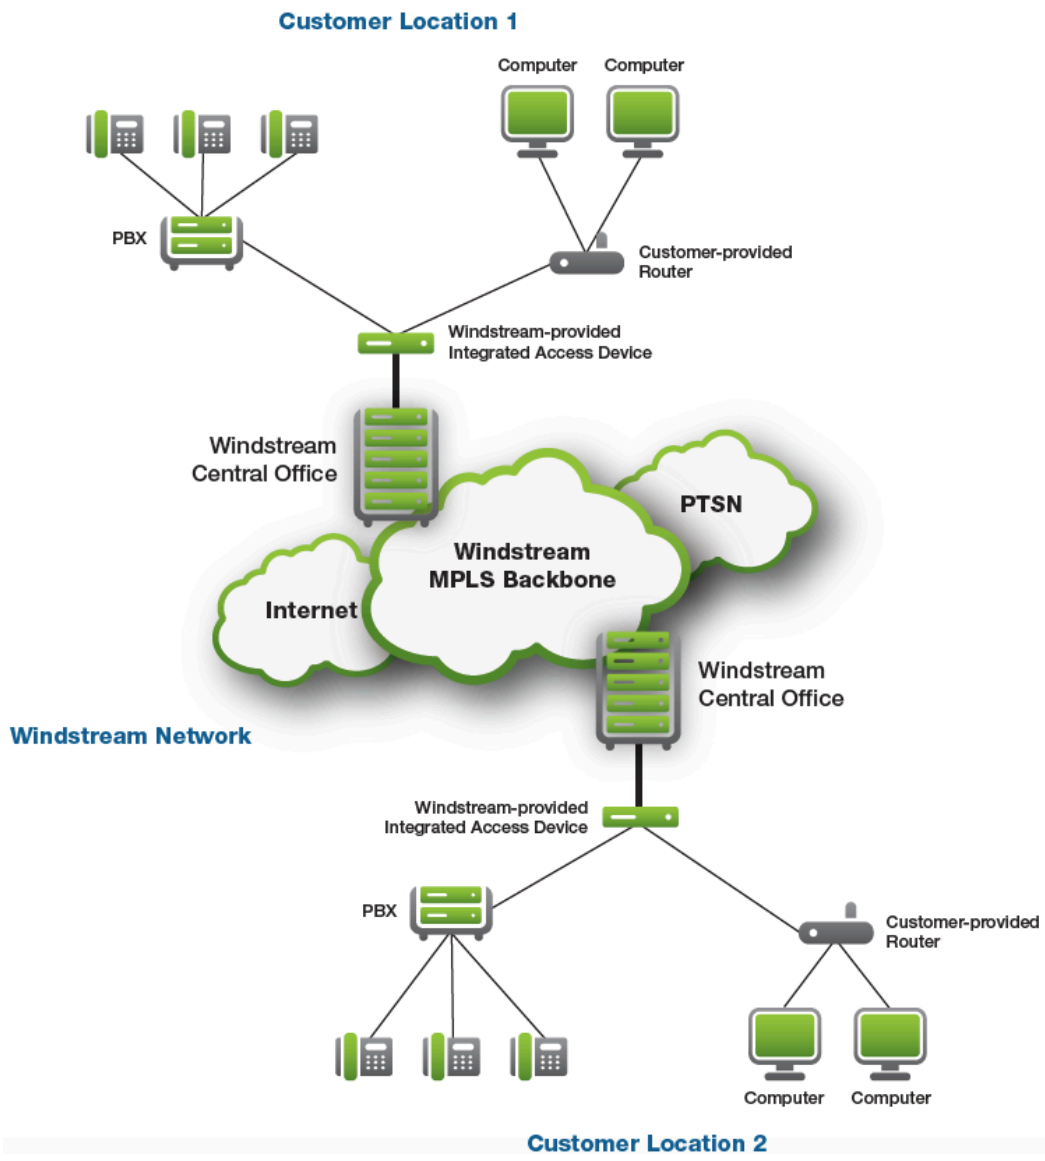 Customer Location 1
Computer
Computer
PBX
Customer-provided
Router
Windstream-provided
Integrated Access Device
Windstream
Central Office
PTSN
Windstream
MPLS Backbone
Internet
Windstream
Central Office
Windstream Network
Windstream-provided
Integrated Access Device
PBX
Customer-provided
Router
Computer
Computer
Customer Location 2